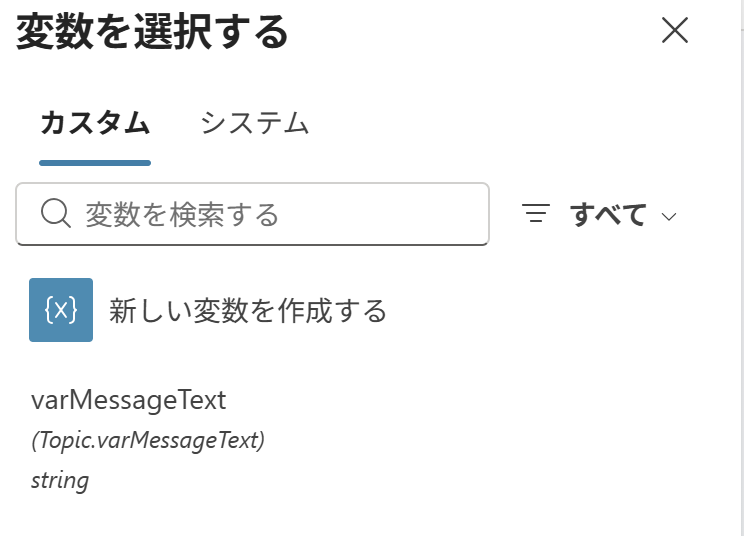 変数を選択する
カスタム システム
変数を検索する すべて
{x} 新しい変数を作成する
varMessageText
(Topic.varMessageText)
string